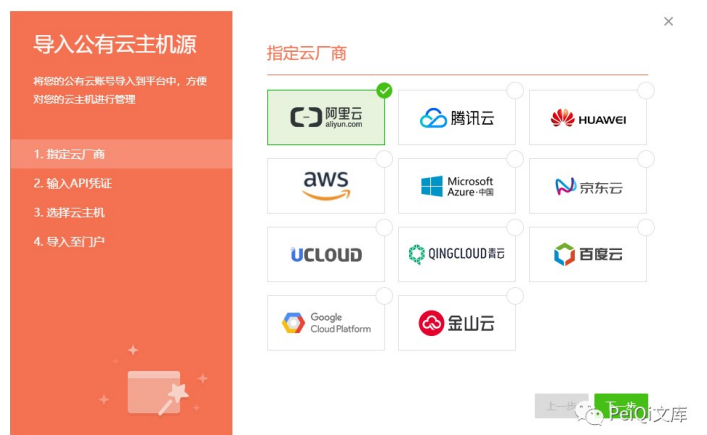 导入公有云主机源
将您的公有云账号导入到平台中，方便
对您的云主机进行管理
1. 指定云厂商
2. 输入API凭证
3. 选择云主机
4. 导入至门户
指定云厂商
阿里云
aliyun.com
腾讯云
HUAWEI
aws
Microsoft
Azure·中国
京东云
UCLOUD
QINGCLOUD青云
百度云
Google
Cloud Platform
金山云
上一步
下一步
PeiQi文库